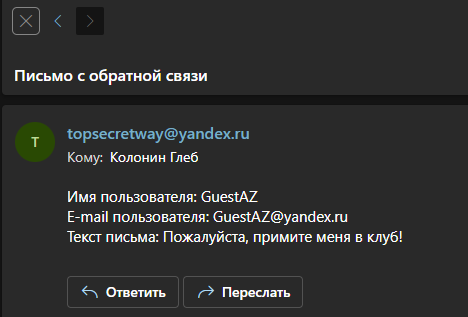 Письмо с обратной связи
T
topsecretway@yandex.ru
Кому: Колонин Глеб
Имя пользователя: GuestAZ
E-mail пользователя: GuestAZ@yandex.ru
Текст письма: Пожалуйста, примите меня в клуб!
Ответить
Переслать